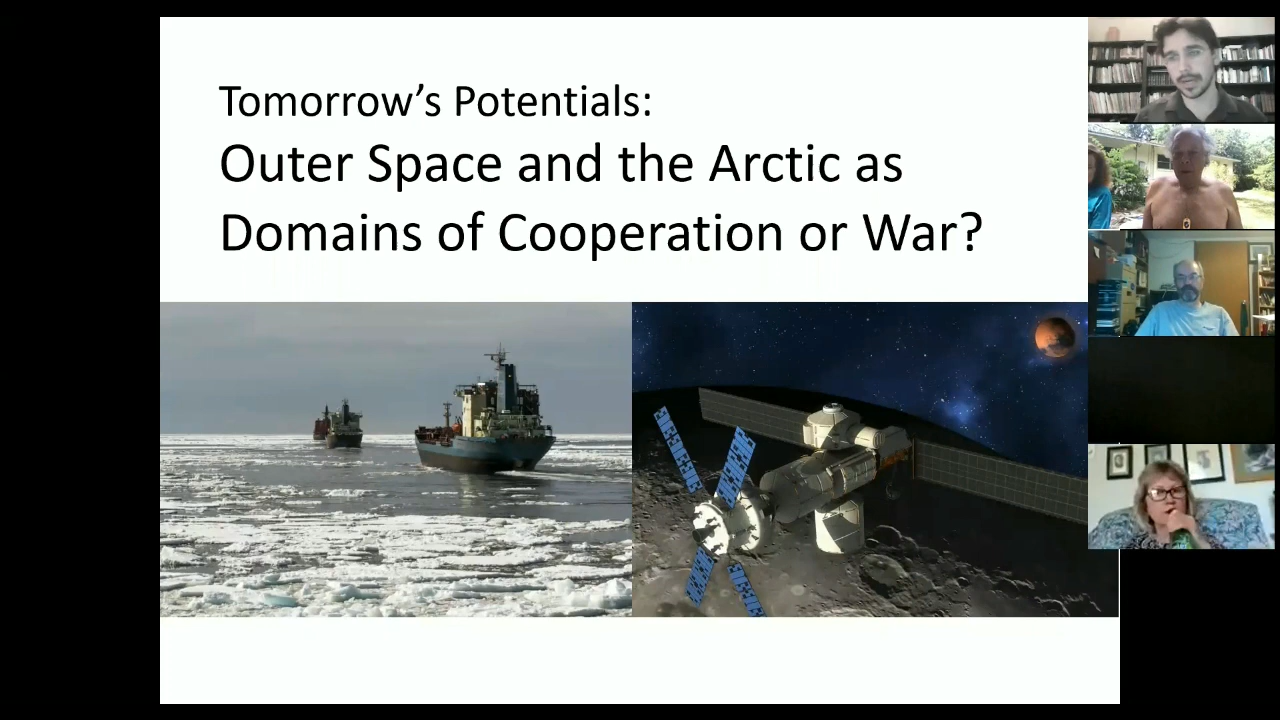 Tomorrow’s Potentials:
Outer Space and the Arctic as
Domains of Cooperation or War?